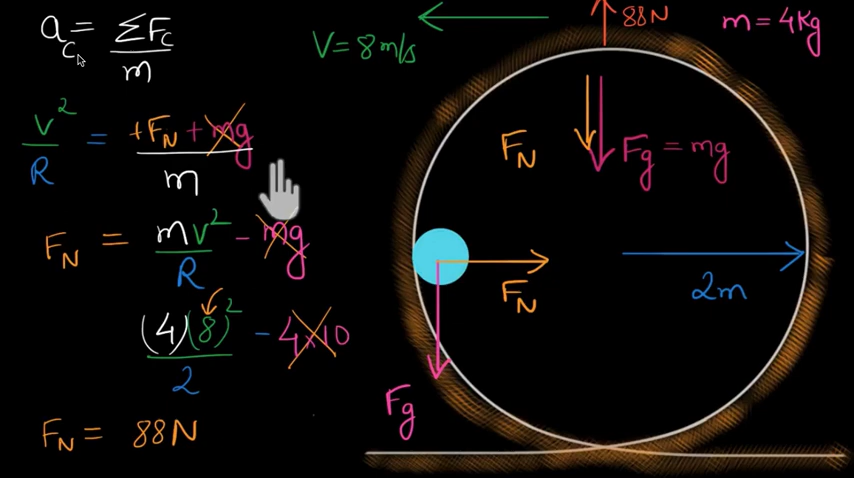 a_c = ΣF_c / m
v² / R = +F_N + mg / m
F_N = mv² / R - mg
(4)(8)² / 2 - 4×10
F_N = 88N
V = 8 m/s
88N
m = 4Kg
F_N
F_g = mg
F_N
2m
F_g